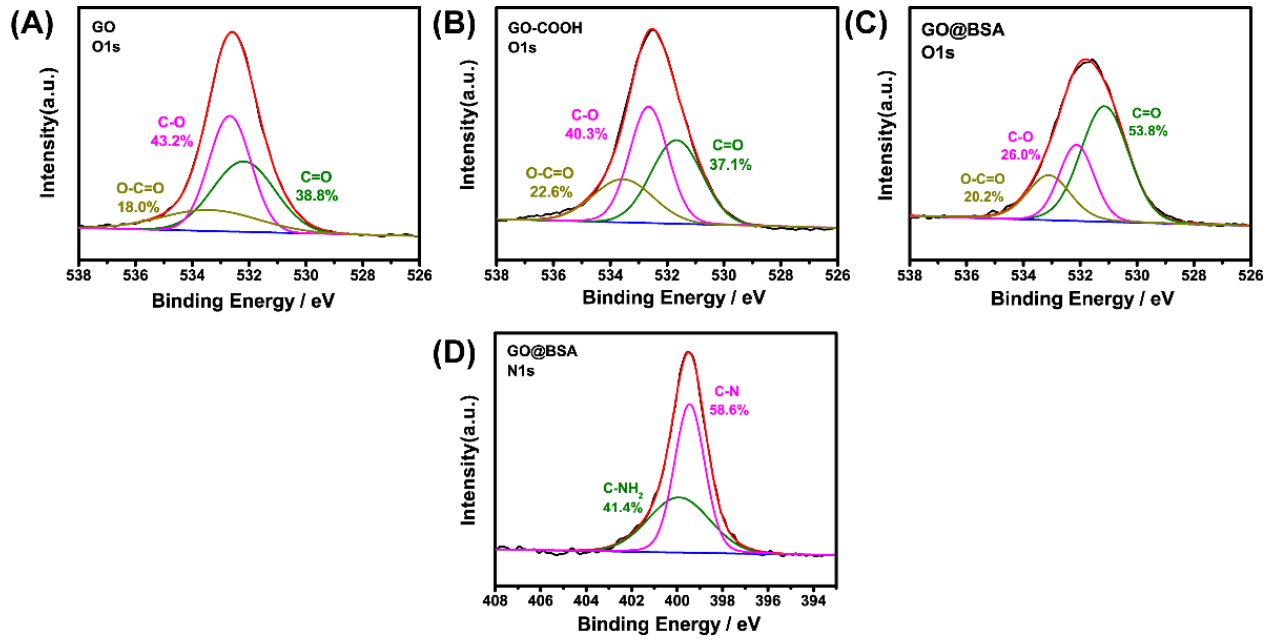 (A)
GO
O1s
C-O
43.2%
C=O
38.8%
O-C=O
18.0%
Intensity(a.u.)
538 536 534 532 530 528 526
Binding Energy / eV
(B)
GO-COOH
O1s
C-O
40.3%
C=O
37.1%
O-C=O
22.6%
Intensity(a.u.)
538 536 534 532 530 528 526
Binding Energy / eV
(C)
GO@BSA
O1s
C=O
53.8%
C-O
26.0%
O-C=O
20.2%
Intensity(a.u.)
538 536 534 532 530 528 526
Binding Energy / eV
(D)
GO@BSA
N1s
C-N
58.6%
C-NH₂
41.4%
Intensity(a.u.)
408 406 404 402 400 398 396 394
Binding Energy / eV